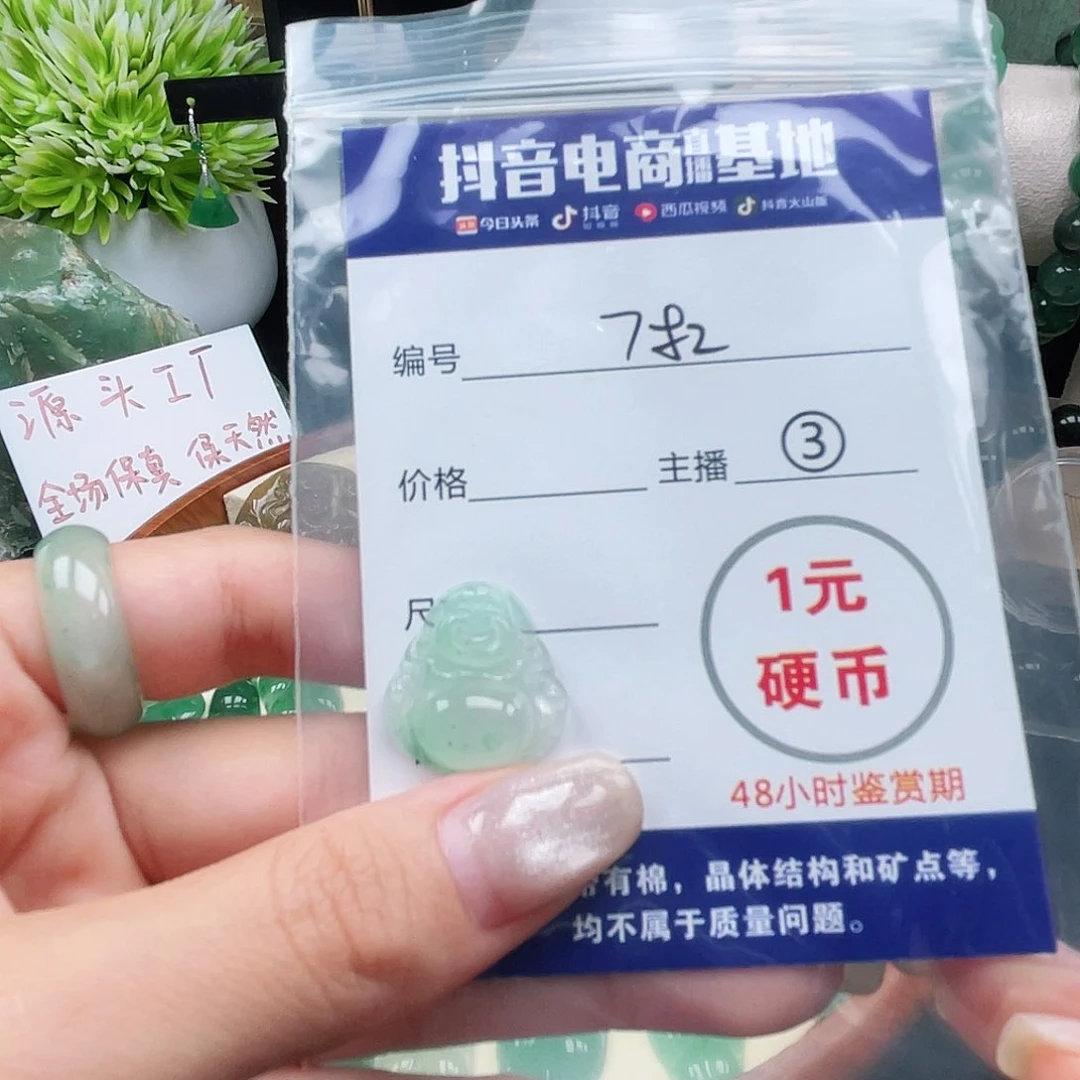 抖音电商直播基地
今日头条 抖音 西瓜视频 抖音火山版
编号
价格 主播 ③
尺
1元
硬币
48小时鉴赏期
有棉，晶体结构和矿点等，
均不属于质量问题。
源头工厂
全场保真 保天然